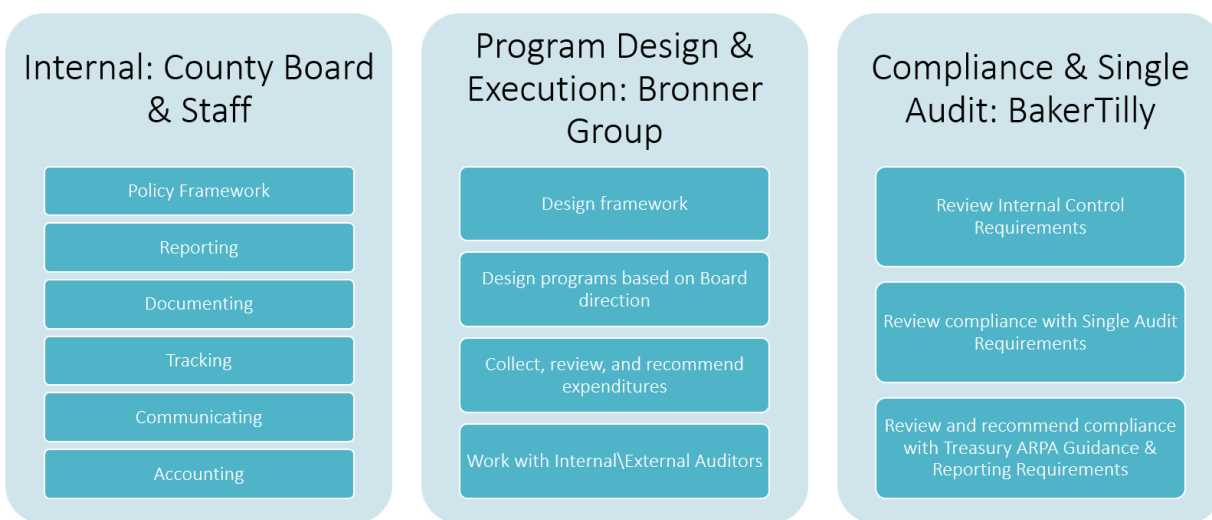 Internal: County Board
& Staff
Policy Framework
Reporting
Documenting
Tracking
Communicating
Accounting
Program Design &
Execution: Bronner
Group
Design framework
Design programs based on Board
direction
Collect, review, and recommend
expenditures
Work with Internal\External Auditors
Compliance & Single
Audit: BakerTilly
Review Internal Control
Requirements
Review compliance with Single Audit
Requirements
Review and recommend compliance
with Treasury ARPA Guidance &
Reporting Requirements